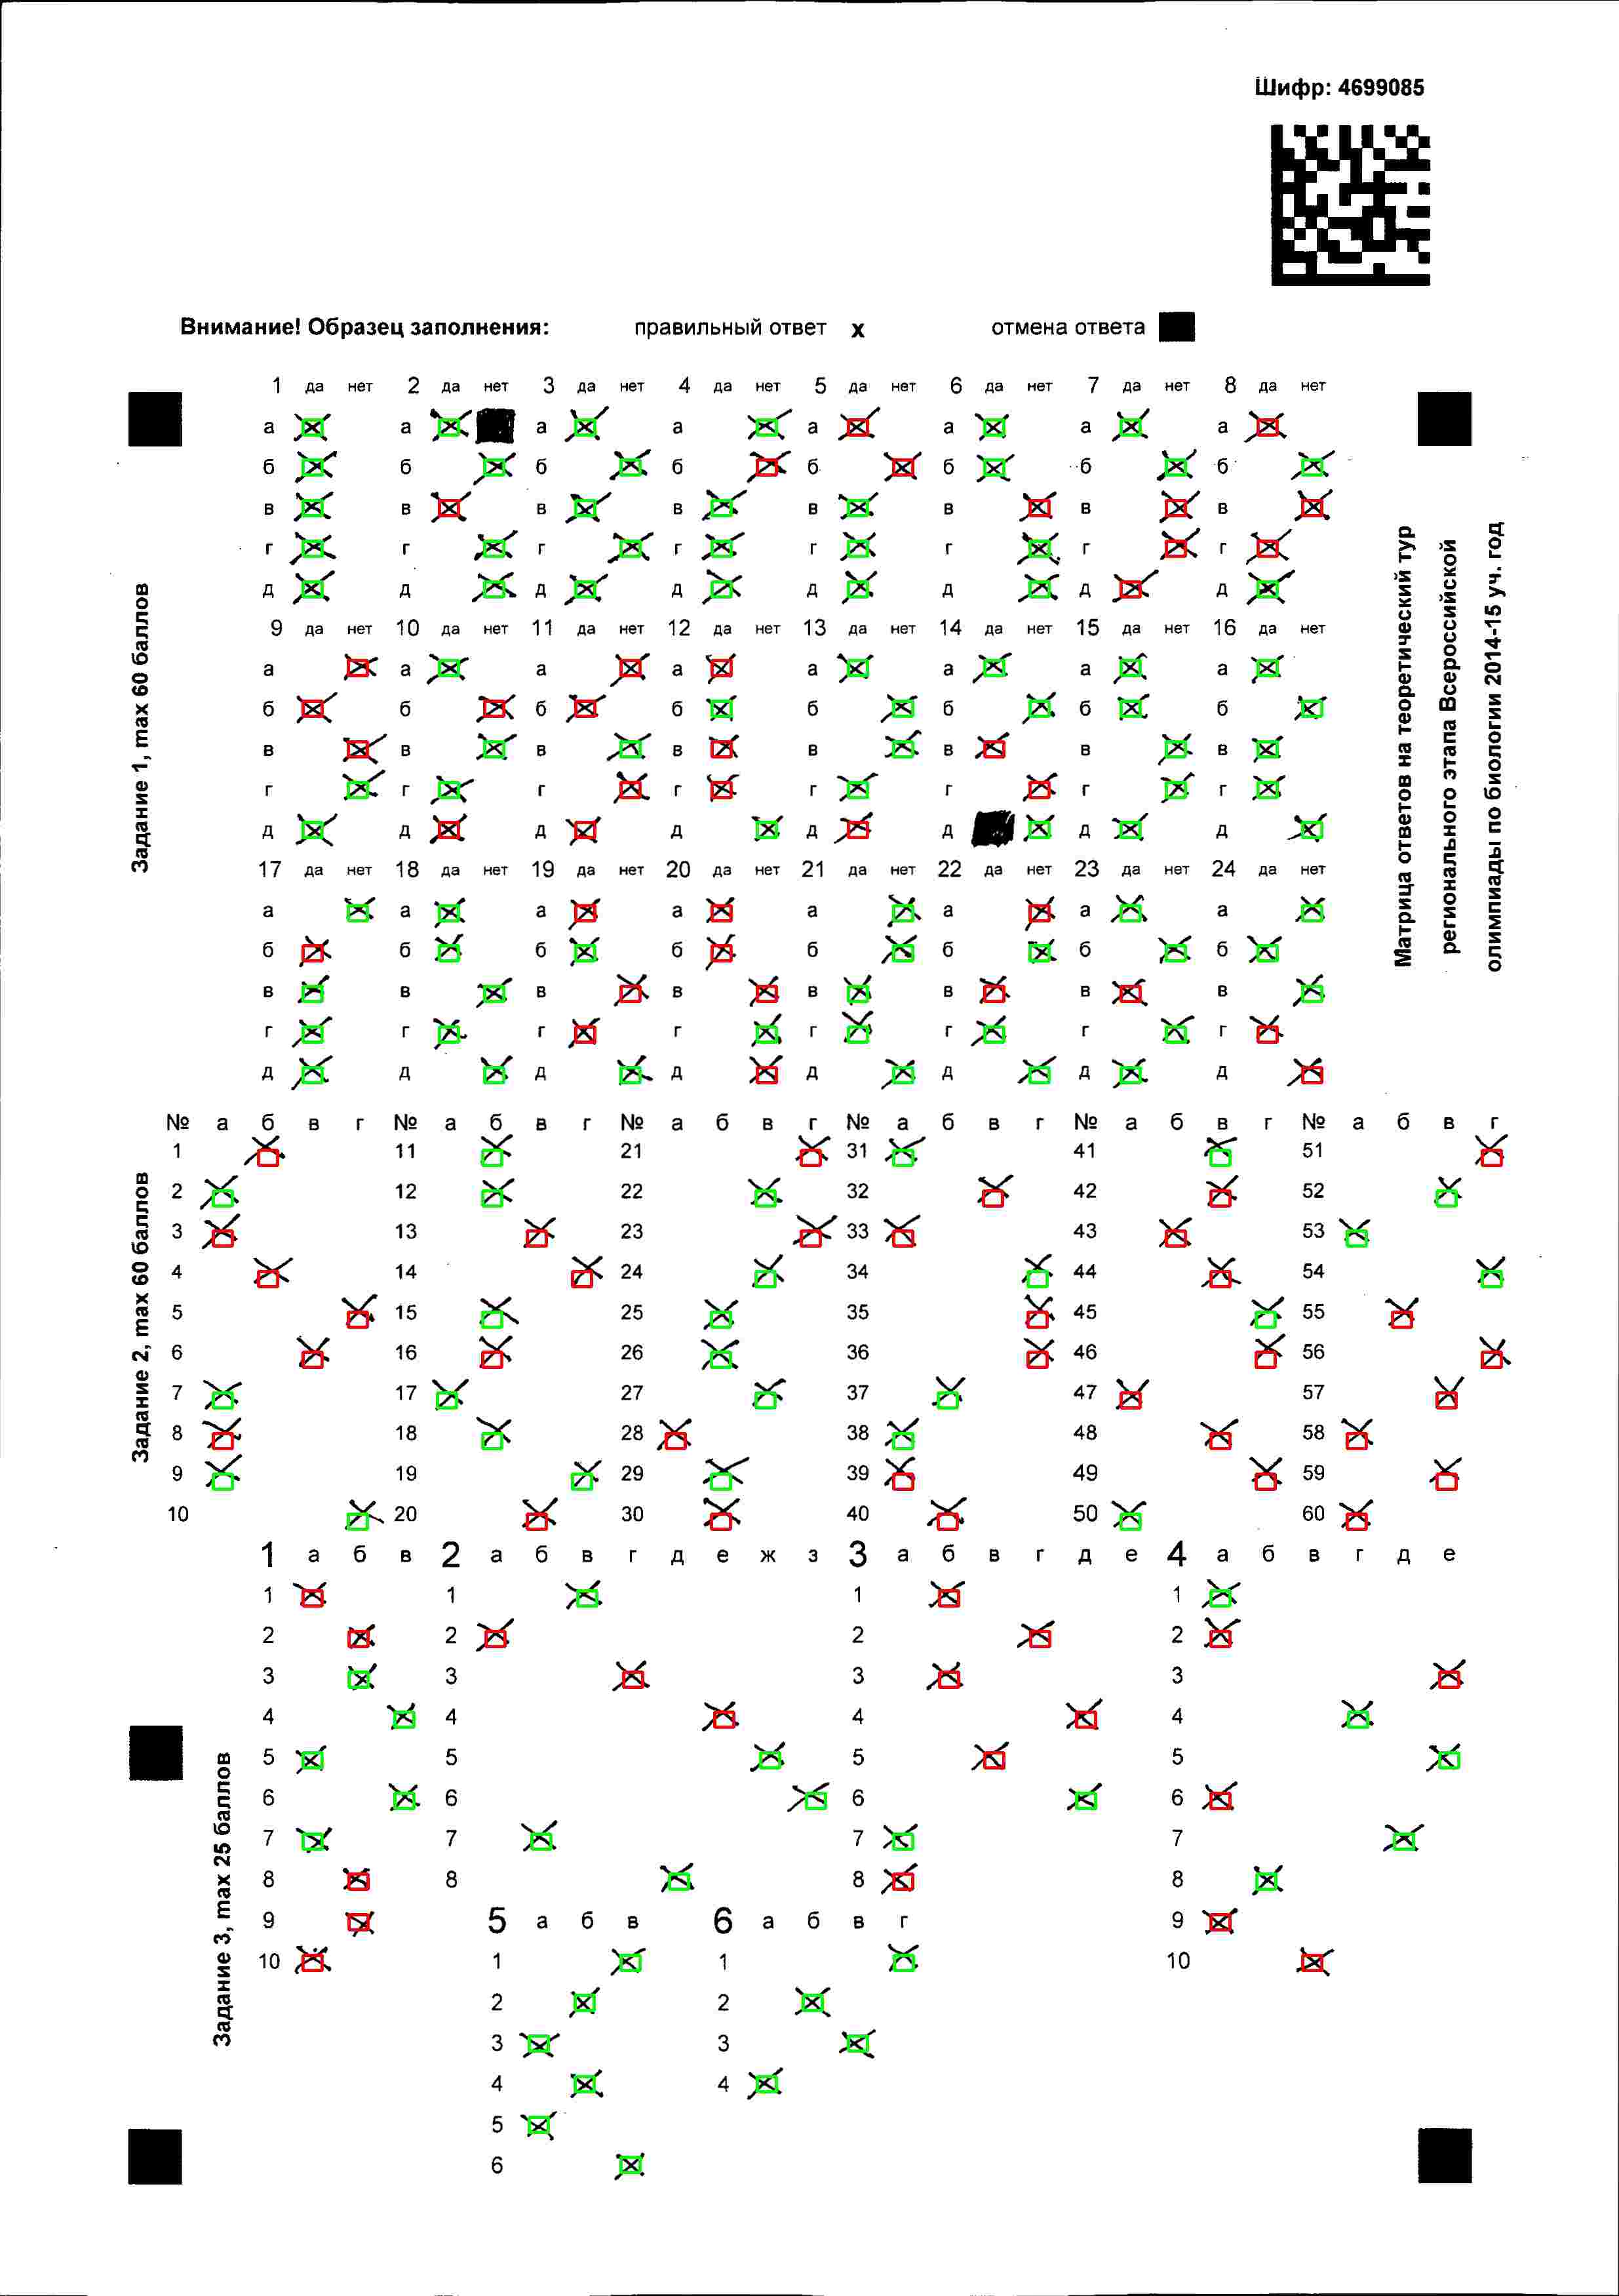 Шифр: 4699085
Внимание! Образец заполнения: правильный ответ х отмена ответа
1 да нет 2 да нет 3 да нет 4 да нет 5 да нет 6 да нет 7 да нет 8 да нет
а а а а а а а а
б б б б б б б б
в в в в в в в в
г г г г г г г г
д д д д д д д д
9 да нет 10 да нет 11 да нет 12 да нет 13 да нет 14 да нет 15 да нет 16 да нет
а а а а а а а а
б б б б б б б б
в в в в в в в в
г г г г г г г г
д д д д д д д д
17 да нет 18 да нет 19 да нет 20 да нет 21 да нет 22 да нет 23 да нет 24 да нет
а а а а а а а а
б б б б б б б б
в в в в в в в в
г г г г г г г г
д д д д д д д д
Задание 1, max 60 баллов
Матрица ответов на теоретический тур
регионального этапа Всероссийской
олимпиады по биологии 2014-15 уч. год
№ а б в г № а б в г № а б в г № а б в г № а б в г № а б в г
1 11 21 31 41 51
2 12 22 32 42 52
3 13 23 33 43 53
4 14 24 34 44 54
5 15 25 35 45 55
6 16 26 36 46 56
7 17 27 37 47 57
8 18 28 38 48 58
9 19 29 39 49 59
10 20 30 40 50 60
Задание 2, max 60 баллов
1 а б в 2 а б в г д е ж з 3 а б в г д е 4 а б в г д е
1 1 1 1
2 2 2 2
3 3 3 3
4 4 4 4
5 5 5 5
6 6 6 6
7 7 7 7
8 8 8 8
9 5 а б в 6 а б в г 9
10 1 1 10
2 2
3 3
4 4
5
6
Задание 3, max 25 баллов